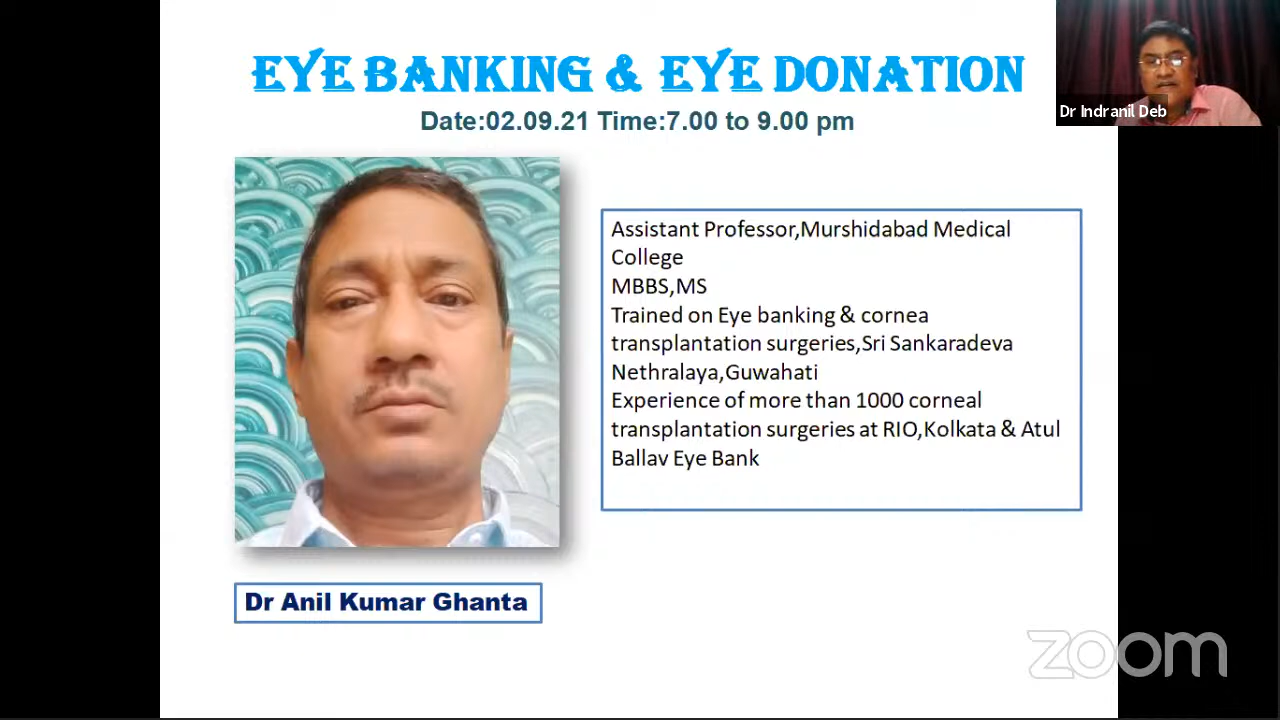 EYE BANKING & EYE DONATION
Date:02.09.21 Time:7.00 to 9.00 pm
Dr Indranil Deb
Assistant Professor,Murshidabad Medical
College
MBBS,MS
Trained on Eye banking & cornea
transplantation surgeries,Sri Sankaradeva
Nethralaya,Guwahati
Experience of more than 1000 corneal
transplantation surgeries at RIO,Kolkata & Atul
Ballav Eye Bank
Dr Anil Kumar Ghanta
zoom